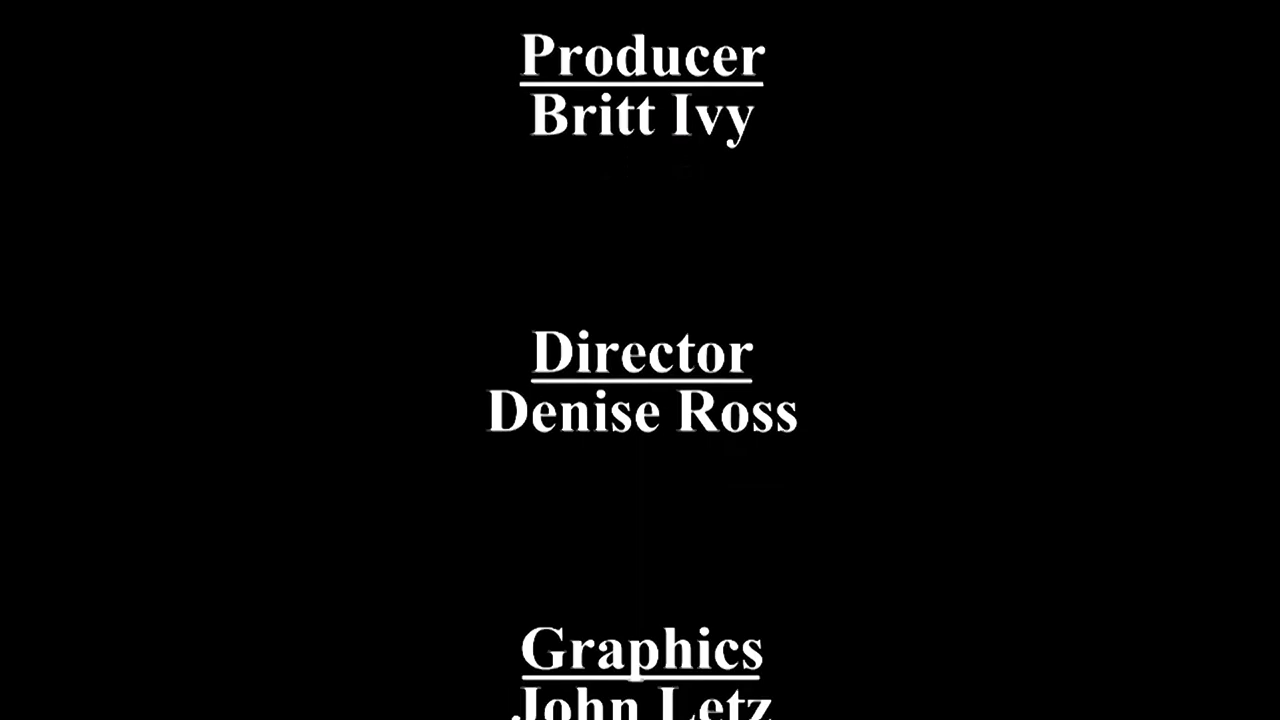 Producer
Britt Ivy
Director
Denise Ross
Graphics
John Letz